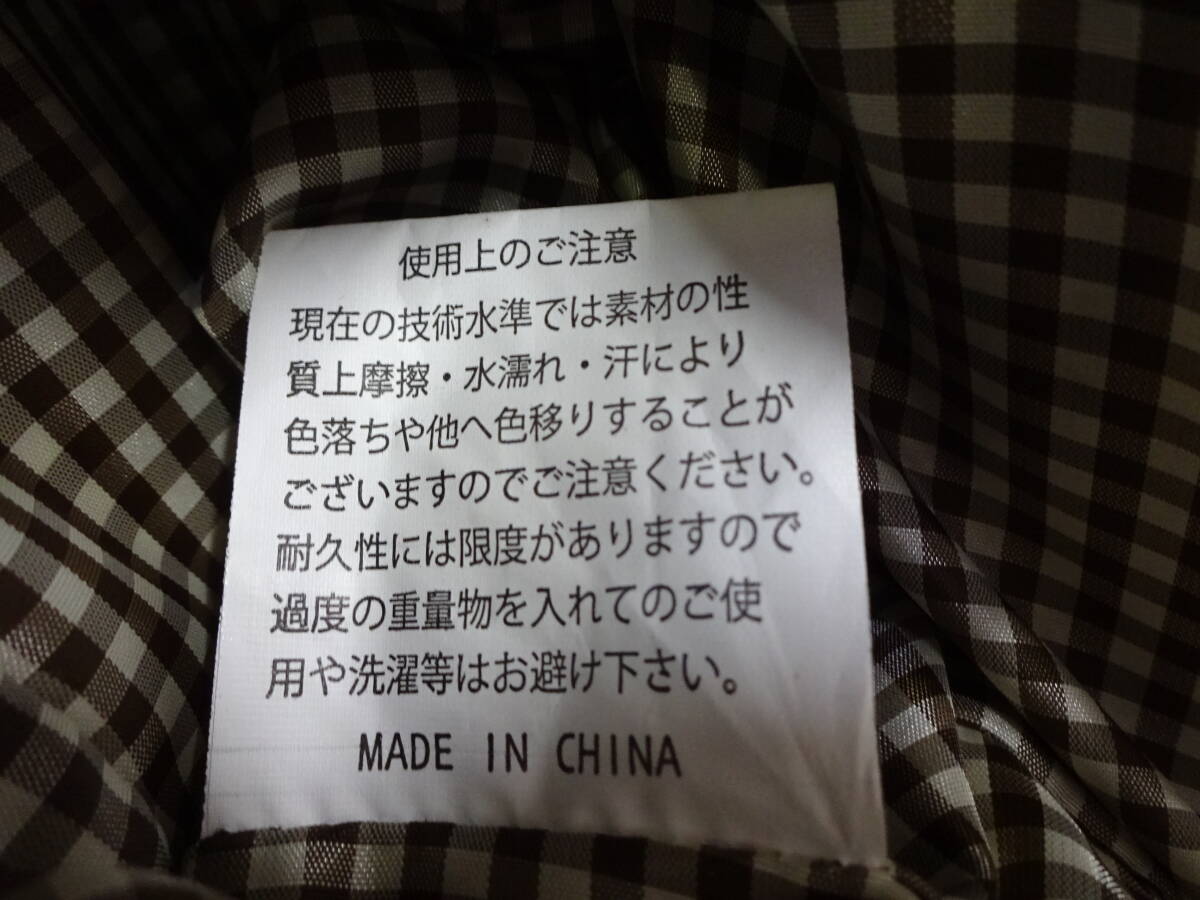 使用上のご注意
現在の技術水準では素材の性
質上摩擦・水濡れ・汗により
色落ちや他へ色移りすることが
ございますのでご注意ください。
耐久性には限度がありますので
過度の重量物を入れてのご使
用や洗濯等はお避け下さい。
MADE IN CHINA